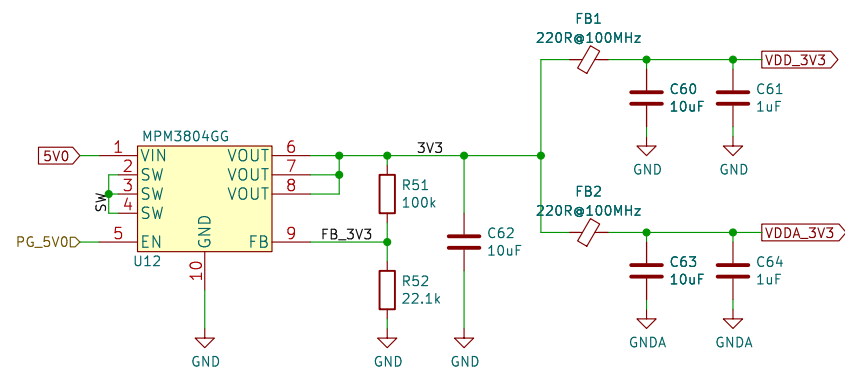 FB1
220R@100MHz
VDD_3V3
C60
10uF
C61
1uF
GND
GND
MPM3804GG
5V0
1 VIN VOUT 6
2 SW VOUT 7
3 SW VOUT 8
4 SW
SW
PG_5V0
5 EN GND FB 9
U12
10
GND
3V3
R51
100k
FB_3V3
R52
22.1k
GND
C62
10uF
GND
FB2
220R@100MHz
VDDA_3V3
C63
10uF
C64
1uF
GNDA
GNDA